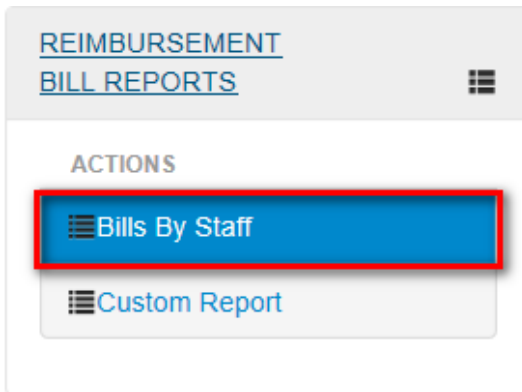 REIMBURSEMENT
BILL REPORTS
ACTIONS
Bills By Staff
Custom Report